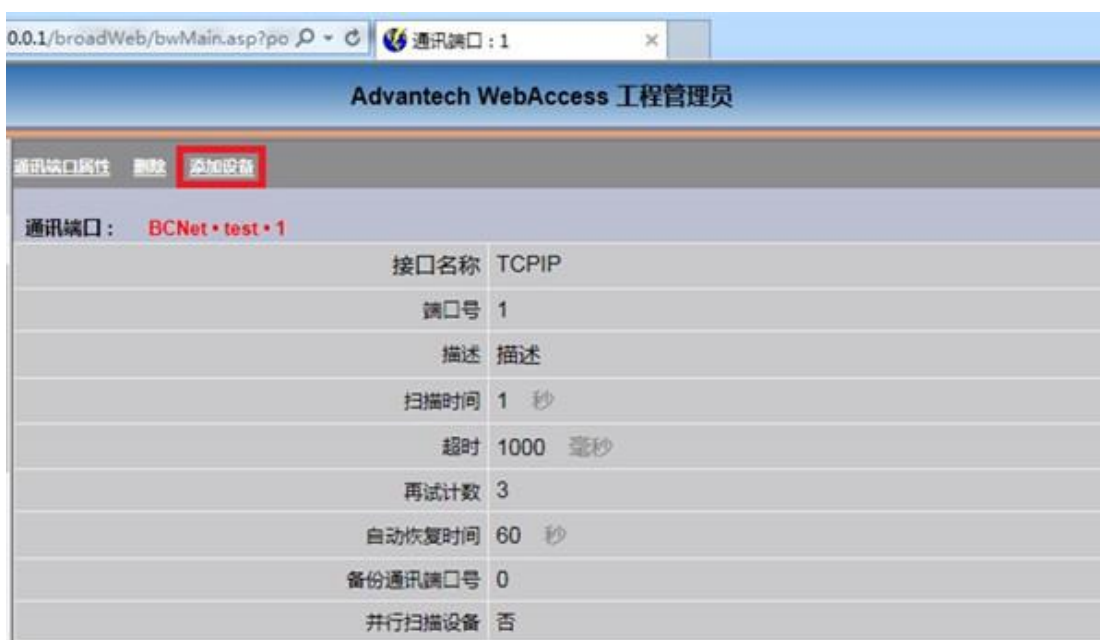 0.0.1/broadWeb/bwMain.asp?po
通讯端口：1
Advantech WebAccess 工程管理员
通讯端口属性 删除 添加设备
通讯端口： BCNet • test • 1
接口名称 TCPIP
端口号 1
描述 描述
扫描时间 1 秒
超时 1000 毫秒
再试计数 3
自动恢复时间 60 秒
备份通讯端口号 0
并行扫描设备 否